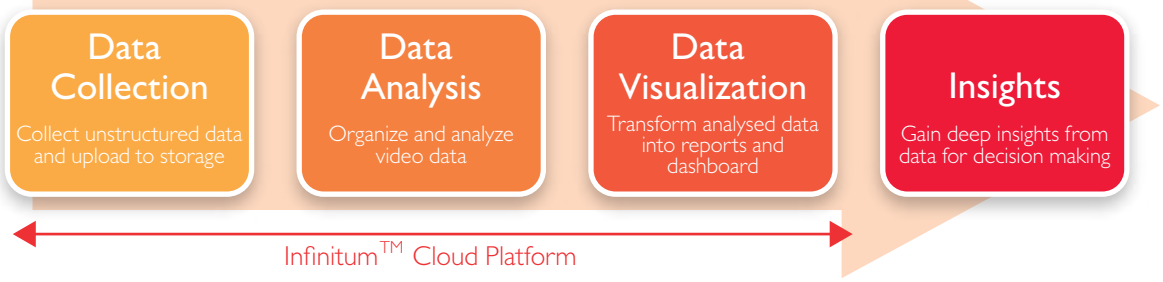 Data
Collection
Collect unstructured data
and upload to storage
Data
Analysis
Organize and analyze
video data
Data
Visualization
Transform analysed data
into reports and
dashboard
Insights
Gain deep insights from
data for decision making
Infinitum™ Cloud Platform